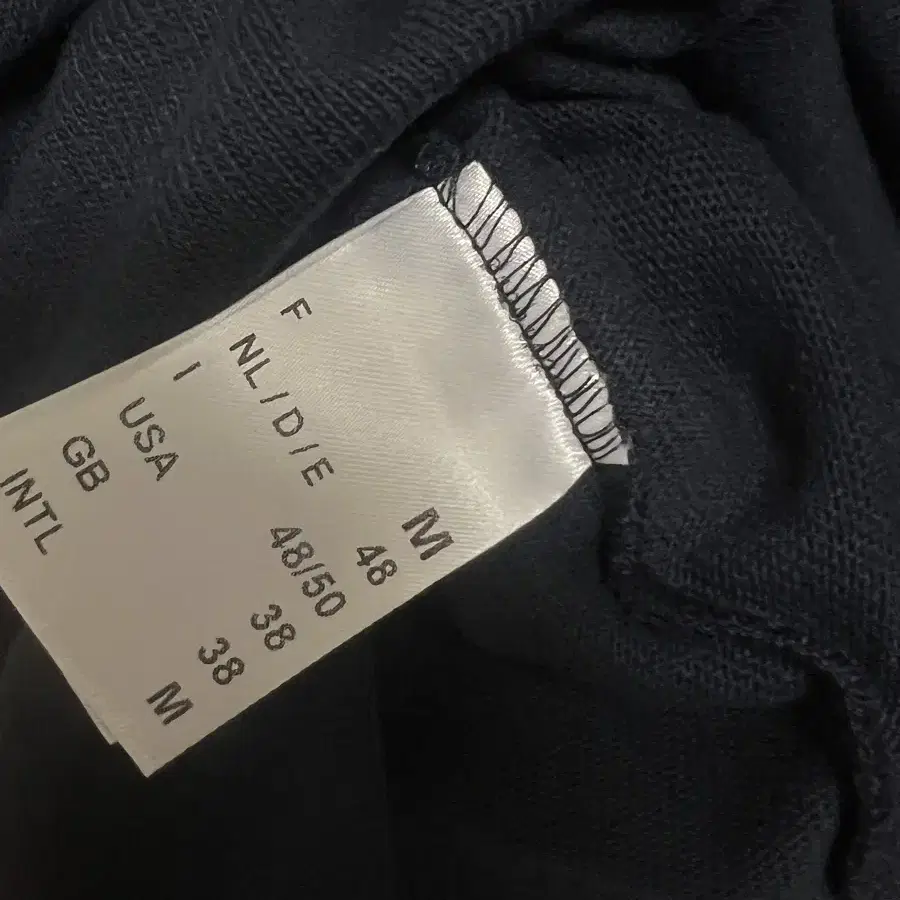 F M
NL/D/E 48
I 48/50
USA 38
GB 38
INTL M